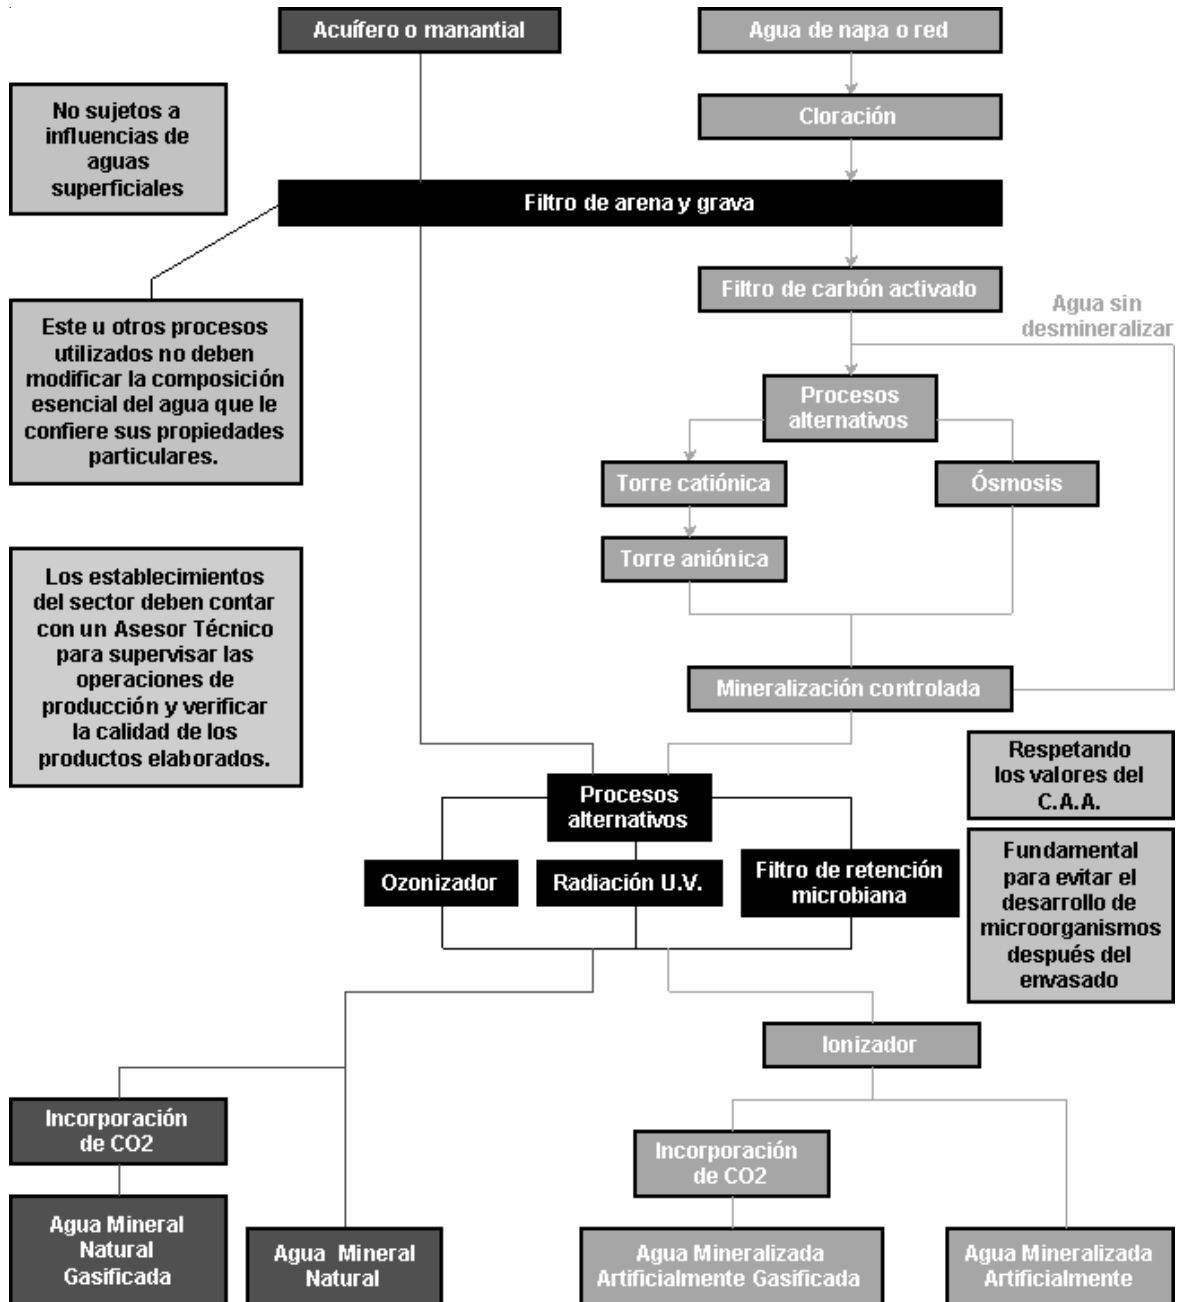 Acuífero o manantial
Agua de napa o red
No sujetos a
influencias de
aguas
superficiales
Cloración
Filtro de arena y grava
Filtro de carbón activado
Agua sin
desmineralizar
Este u otros procesos
utilizados no deben
modificar la composición
esencial del agua que le
confiere sus propiedades
particulares.
Procesos
alternativos
Torre catiónica
Ósmosis
Torre aniónica
Los establecimientos
del sector deben contar
con un Asesor Técnico
para supervisar las
operaciones de
producción y verificar
la calidad de los
productos elaborados.
Mineralización controlada
Respetando
los valores del
C.A.A.
Procesos
alternativos
Ozonizador
Radiación U.V.
Filtro de retención
microbiana
Fundamental
para evitar el
desarrollo de
microorganismos
después del
envasado
Ionizador
Incorporación
de CO2
Incorporación
de CO2
Agua Mineral
Natural
Gasificada
Agua Mineral
Natural
Agua Mineralizada
Artificialmente Gasificada
Agua Mineralizada
Artificialmente